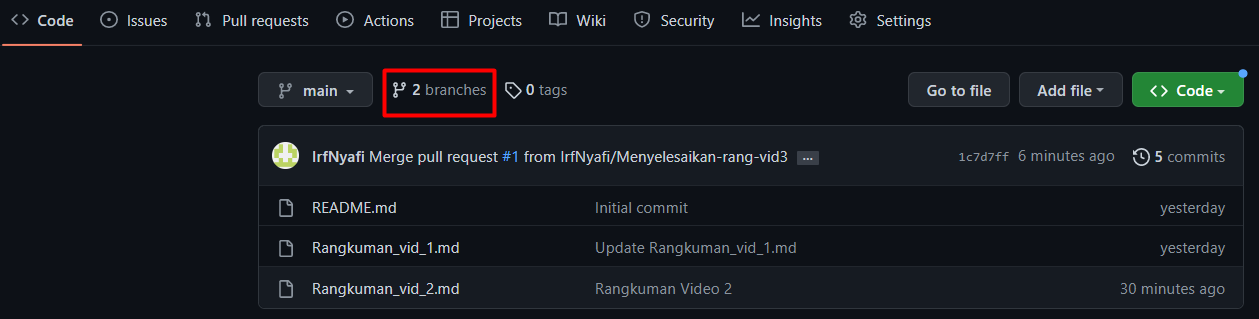 Code Issues Pull requests Actions Projects Wiki Security Insights Settings
main 2 branches 0 tags Go to file Add file Code
IrfNyafi Merge pull request #1 from IrfNyafi/Menyelesaikan-rang-vid3 ... 1c7d7ff 6 minutes ago 5 commits
README.md Initial commit yesterday
Rangkuman_vid_1.md Update Rangkuman_vid_1.md yesterday
Rangkuman_vid_2.md Rangkuman Video 2 30 minutes ago